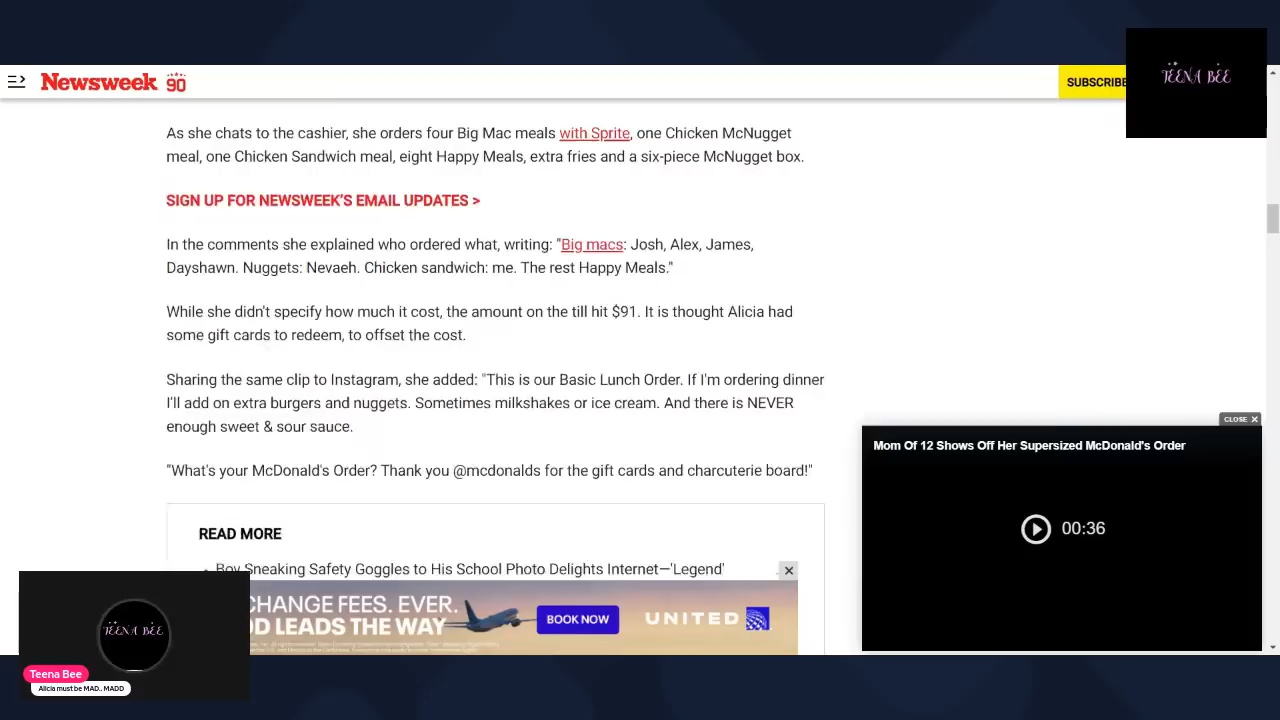 TEENA BEE
Newsweek 90
SUBSCRIBE
As she chats to the cashier, she orders four Big Mac meals with Sprite, one Chicken McNugget
meal, one Chicken Sandwich meal, eight Happy Meals, extra fries and a six-piece McNugget box.
SIGN UP FOR NEWSWEEK'S EMAIL UPDATES >
In the comments she explained who ordered what, writing: "Big macs: Josh, Alex, James,
Dayshawn. Nuggets: Nevaeh. Chicken sandwich: me. The rest Happy Meals."
While she didn't specify how much it cost, the amount on the till hit $91. It is thought Alicia had
some gift cards to redeem, to offset the cost.
Sharing the same clip to Instagram, she added: "This is our Basic Lunch Order. If I'm ordering dinner
I'll add on extra burgers and nuggets. Sometimes milkshakes or ice cream. And there is NEVER
enough sweet & sour sauce.
"What's your McDonald's Order? Thank you @mcdonalds for the gift cards and charcuterie board!"
READ MORE
Boy Sneaking Safety Goggles to His School Photo Delights Internet—'Legend'
CLOSE X
Mom Of 12 Shows Off Her Supersized McDonald's Order
00:36
CHANGE FEES. EVER.
LEADS THE WAY
BOOK NOW
UNITED
TEENA BEE
Teena Bee
Alicia must be MAD.. MADD